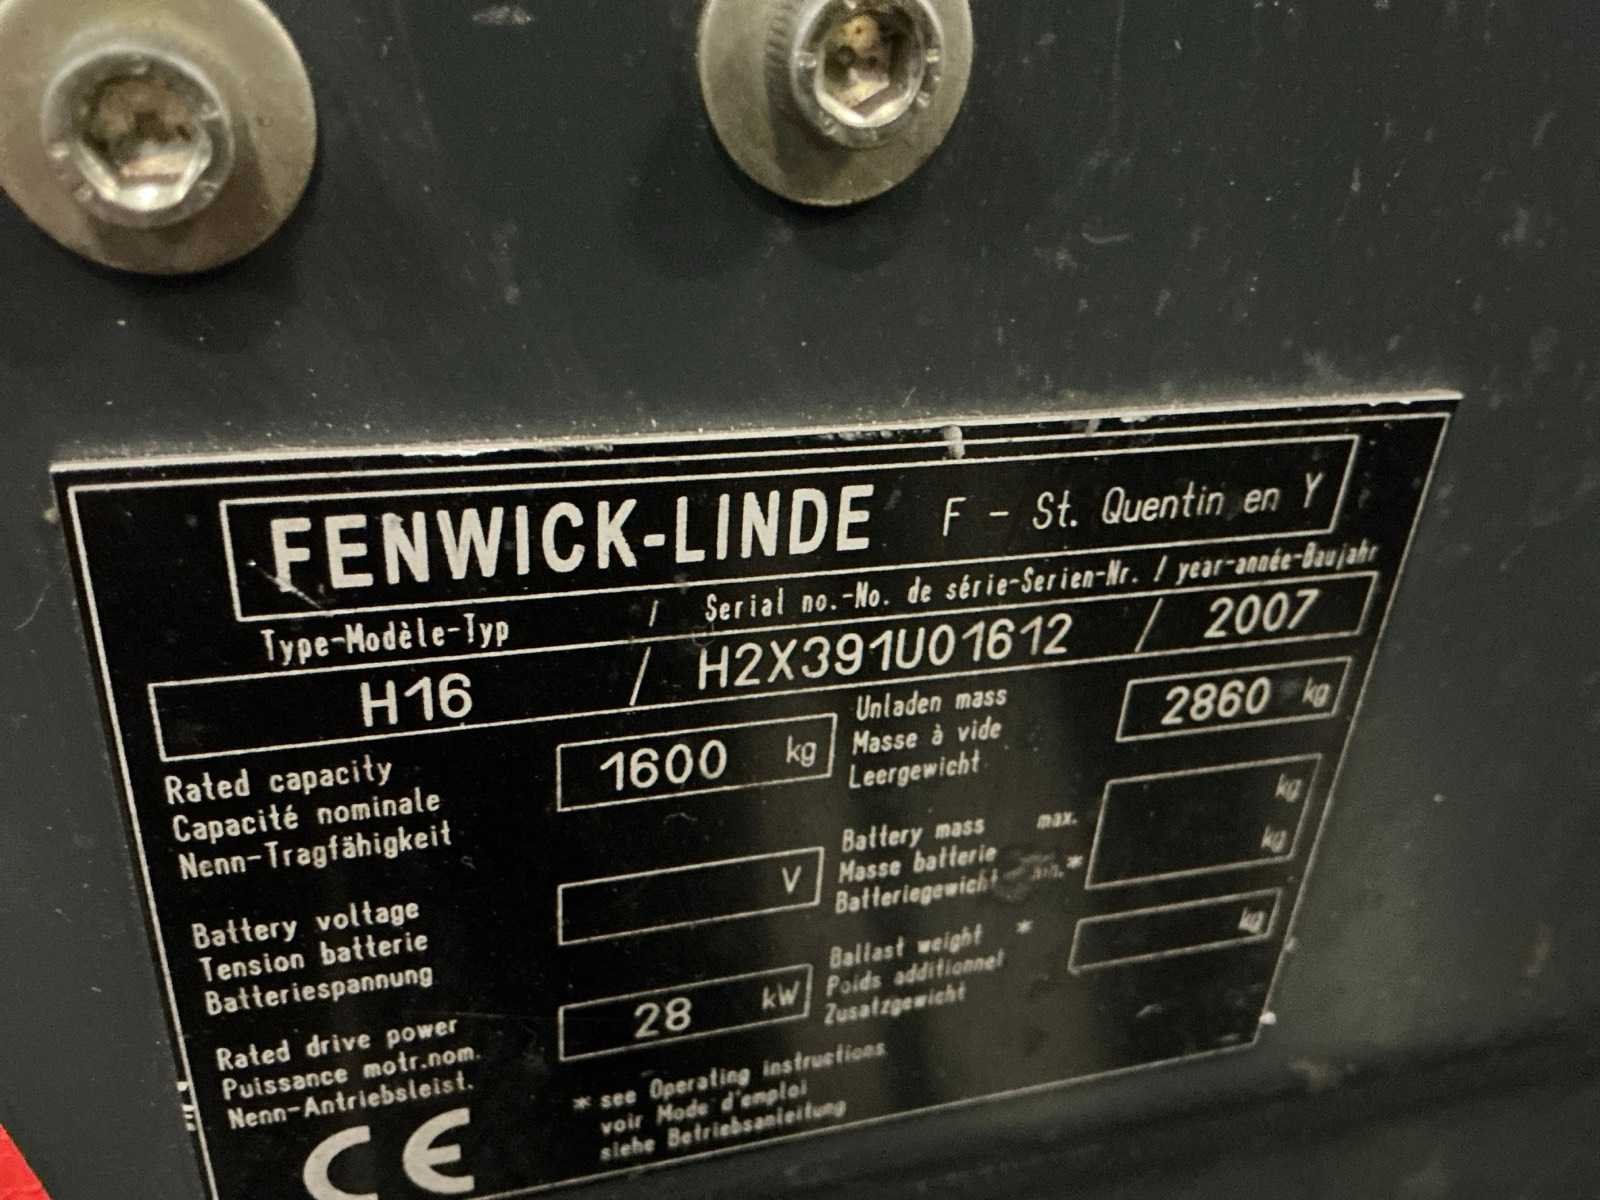 FENWICK-LINDE F - St. Quentin en Y
Type-Modèle-Typ / Serial no.-No. de série-Serien-Nr. / year-année-Baujahr
H16 / H2X391U01612 / 2007
Rated capacity
Capacité nominale
Nenn-Tragfähigkeit
1600 kg
Unladen mass
Masse à vide
Leergewicht
2860 kg
Battery voltage
Tension batterie
Batteriespannung
V
Battery mass max.
Masse batterie
Batteriegewicht min.*
kg
kg
Rated drive power
Puissance motr.nom.
Nenn-Antriebsleist.
28 kW
Ballast weight *
Poids additionnel
Zusatzgewicht
kg
* see Operating instructions
voir Mode d'emploi
siehe Betriebsanleitung
CE